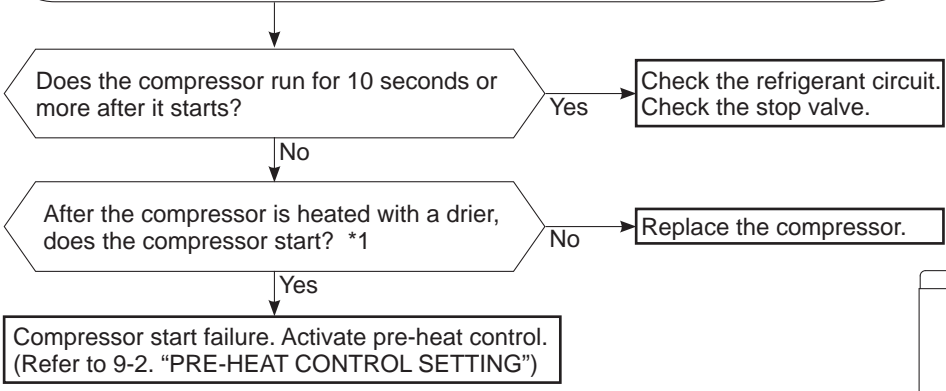 Does the compressor run for 10 seconds or
more after it starts?
Yes
Check the refrigerant circuit.
Check the stop valve.
No
After the compressor is heated with a drier,
does the compressor start? *1
No
Replace the compressor.
Yes
Compressor start failure. Activate pre-heat control.
(Refer to 9-2. “PRE-HEAT CONTROL SETTING”)